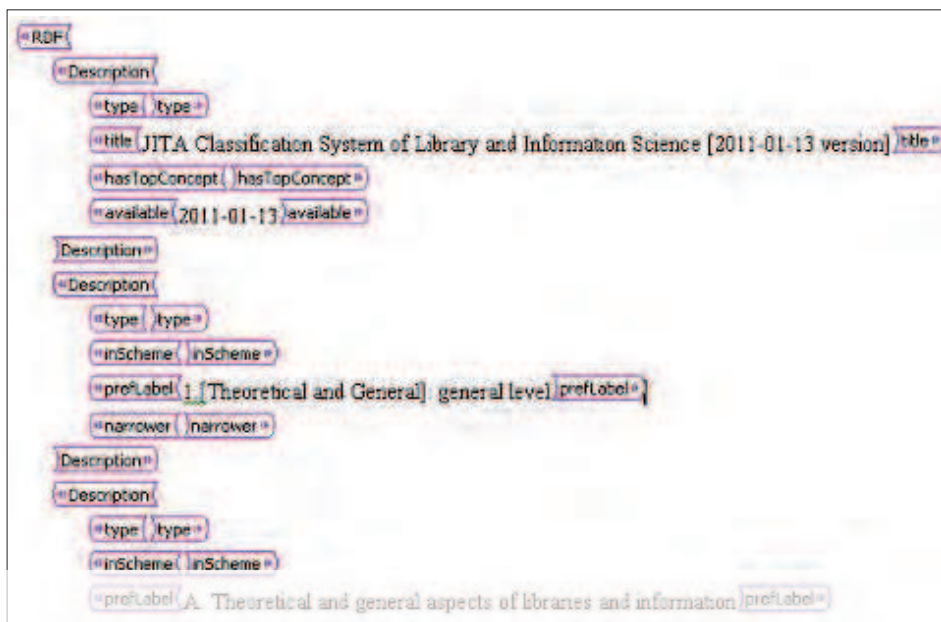 RDF
Description
type type
title JITA Classification System of Library and Information Science [2011-01-13 version] title
hasTopConcept hasTopConcept
available 2011-01-13 available
Description
Description
type type
inScheme inScheme
prefLabel 1.[Theoretical and General]: general level prefLabel
narrower narrower
Description
Description
type type
inScheme inScheme
prefLabel A. Theoretical and general aspects of libraries and information prefLabel